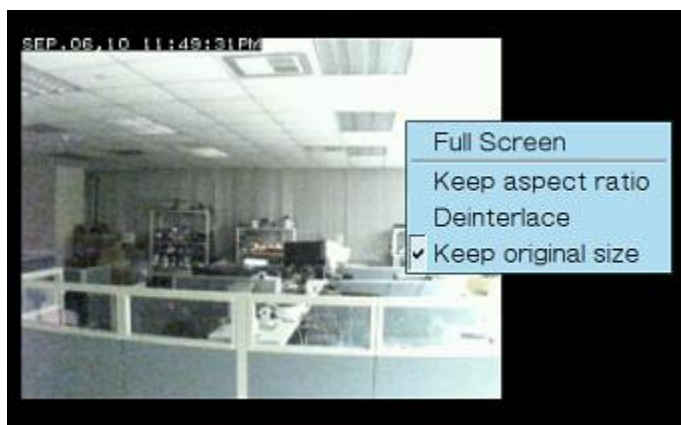 SEP.06,10 11:49:31PM
Full Screen
Keep aspect ratio
Deinterlace
Keep original size